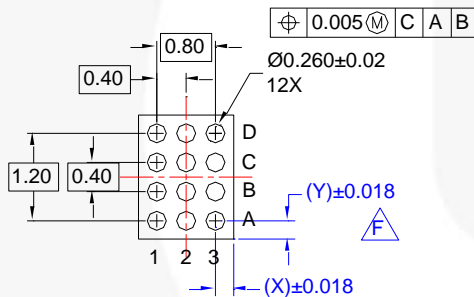 ⌖ 0.005 Ⓜ C A B
0.80
Ø0.260±0.02
12X
0.40
D
C
1.20
0.40
B
(Y)±0.018
A
F
1 2 3
(X)±0.018